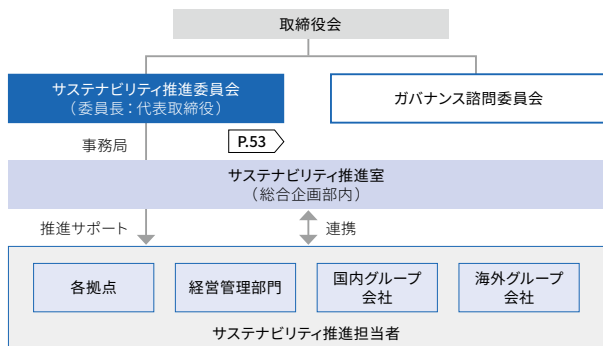 取締役会
サステナビリティ推進委員会
（委員長：代表取締役）
ガバナンス諮問委員会
事務局
P.53
サステナビリティ推進室
（総合企画部内）
推進サポート
連携
各拠点
経営管理部門
国内グループ
会社
海外グループ
会社
サステナビリティ推進担当者